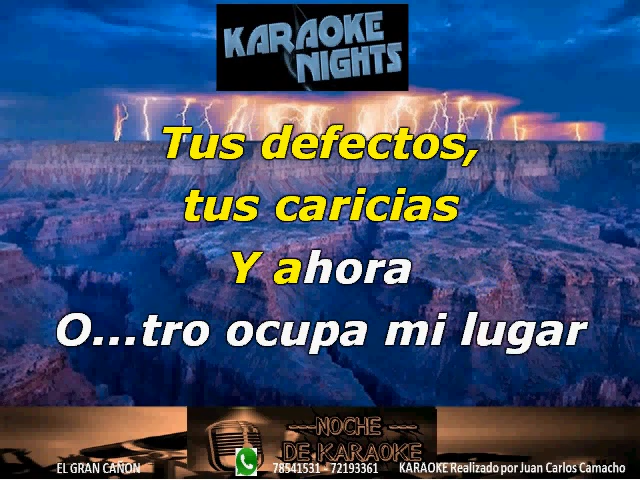 KARAOKE
NIGHTS
Tus defectos,
tus caricias
Y ahora
O...tro ocupa mi lugar
NOCHE
DE KARAOKE
EL GRAN CAÑON 78541531 - 72193361 KARAOKE Realizado por Juan Carlos Camacho